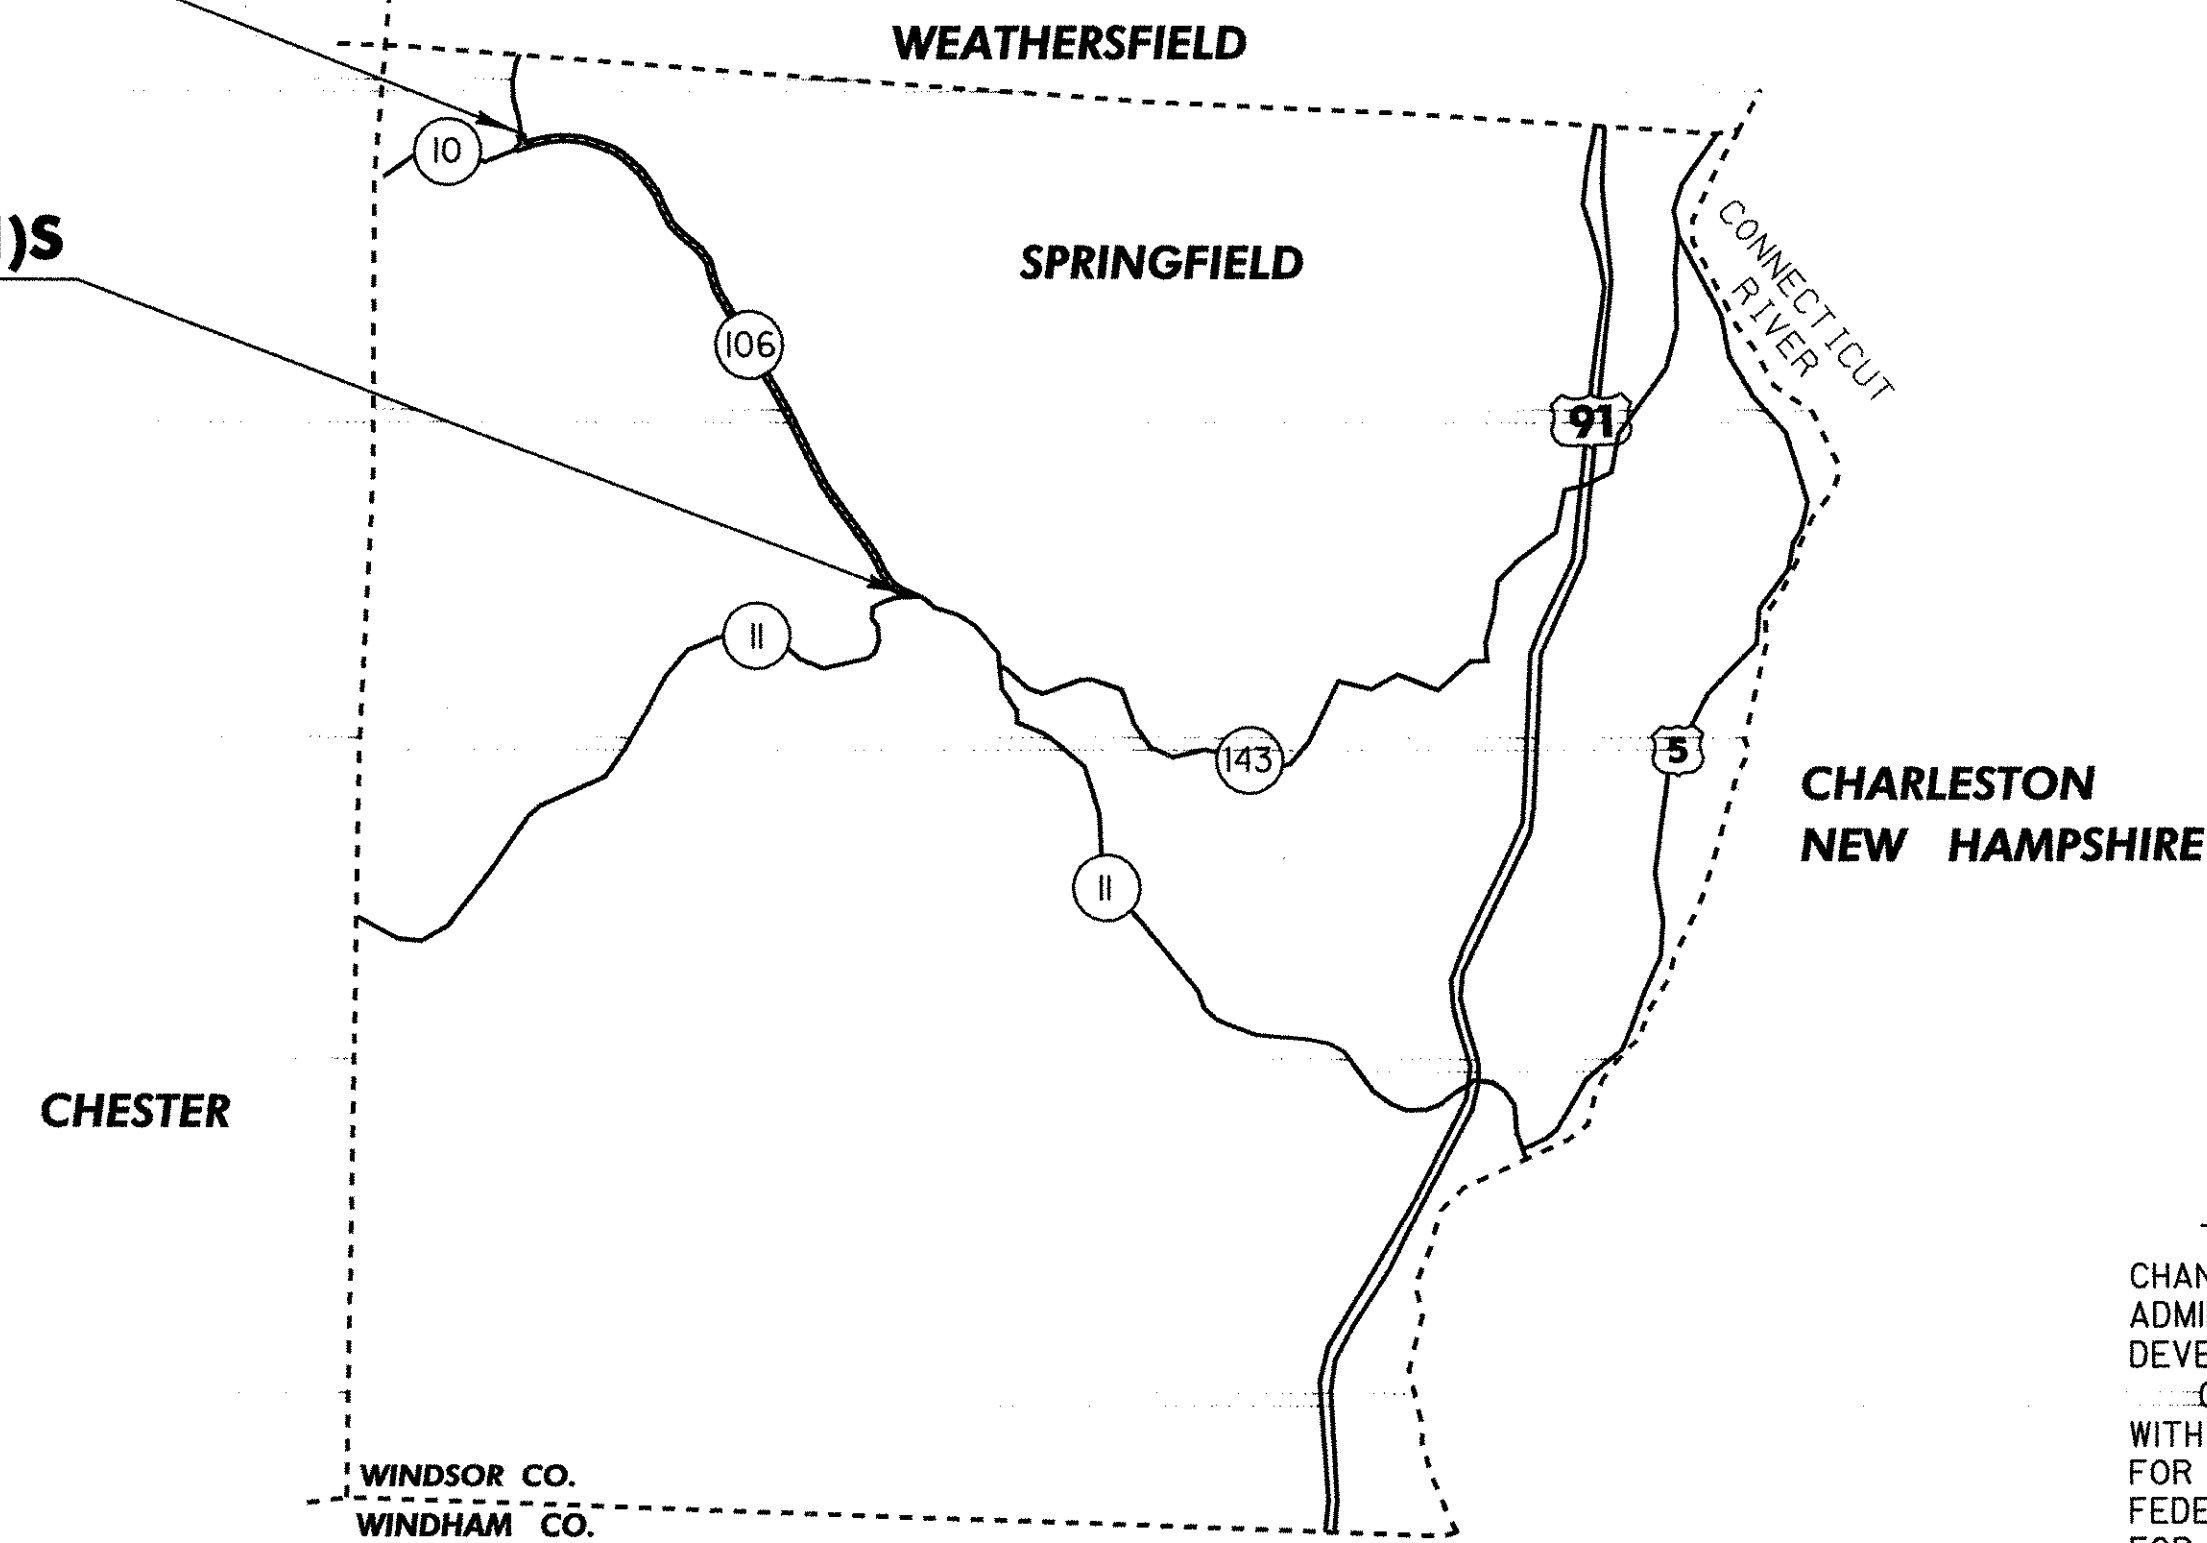 WEATHERSFIELD
10
)S
SPRINGFIELD
CONNECTICUT
RIVER
106
91
11
143
5
CHARLESTON
NEW HAMPSHIRE
11
CHESTER
WINDSOR CO.
WINDHAM CO.
CHAN
ADMI
DEVE
WITH
FOR
FEDE
FOR